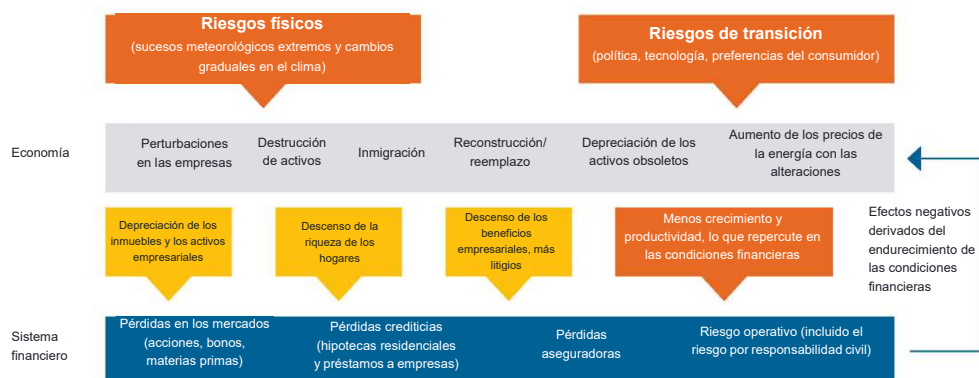 Riesgos físicos
(sucesos meteorológicos extremos y cambios
graduales en el clima)
Riesgos de transición
(política, tecnología, preferencias del consumidor)
Economía
Perturbaciones
en las empresas
Destrucción
de activos
Inmigración
Reconstrucción/
reemplazo
Depreciación de los
activos obsoletos
Aumento de los precios de
la energía con las
alteraciones
Depreciación de los
inmuebles y los activos
empresariales
Descenso de la
riqueza de los
hogares
Descenso de los
beneficios
empresariales, más
litigios
Menos crecimiento y
productividad, lo que repercute en
las condiciones financieras
Efectos negativos
derivados del
endurecimiento de
las condiciones
financieras
Sistema
financiero
Pérdidas en los mercados
(acciones, bonos,
materias primas)
Pérdidas crediticias
(hipotecas residenciales
y préstamos a empresas)
Pérdidas
aseguradoras
Riesgo operativo (incluido el
riesgo por responsabilidad civil)